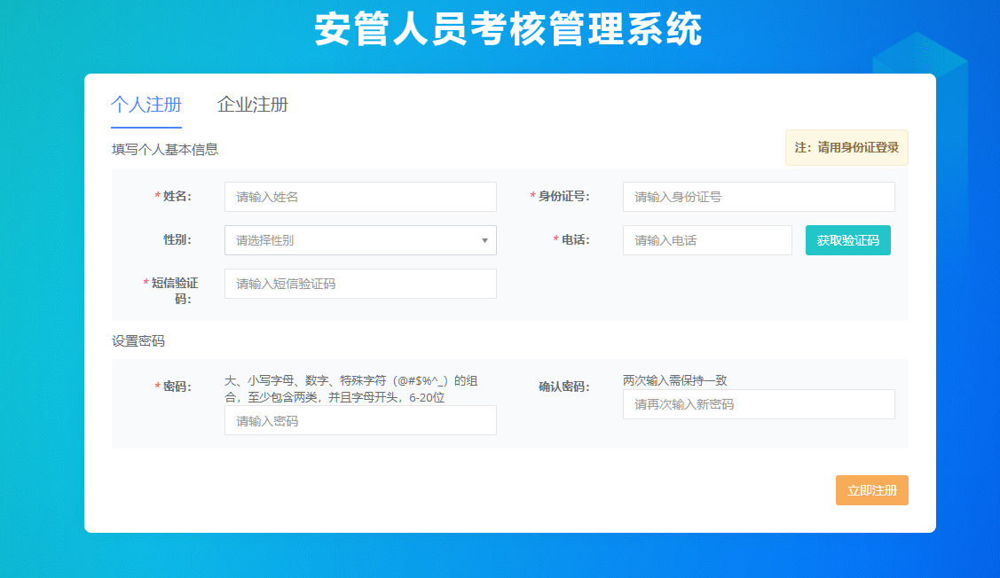 安管人员考核管理系统
个人注册 企业注册
填写个人基本信息
注：请用身份证登录
* 姓名： 请输入姓名 * 身份证号： 请输入身份证号
性别： 请选择性别 * 电话： 请输入电话 获取验证码
* 短信验证
码：
请输入短信验证码
设置密码
* 密码：
大、小写字母、数字、特殊字符（@#$%^_）的组
合，至少包含两类，并且字母开头，6-20位
请输入密码
确认密码：
两次输入需保持一致
请再次输入新密码
立即注册